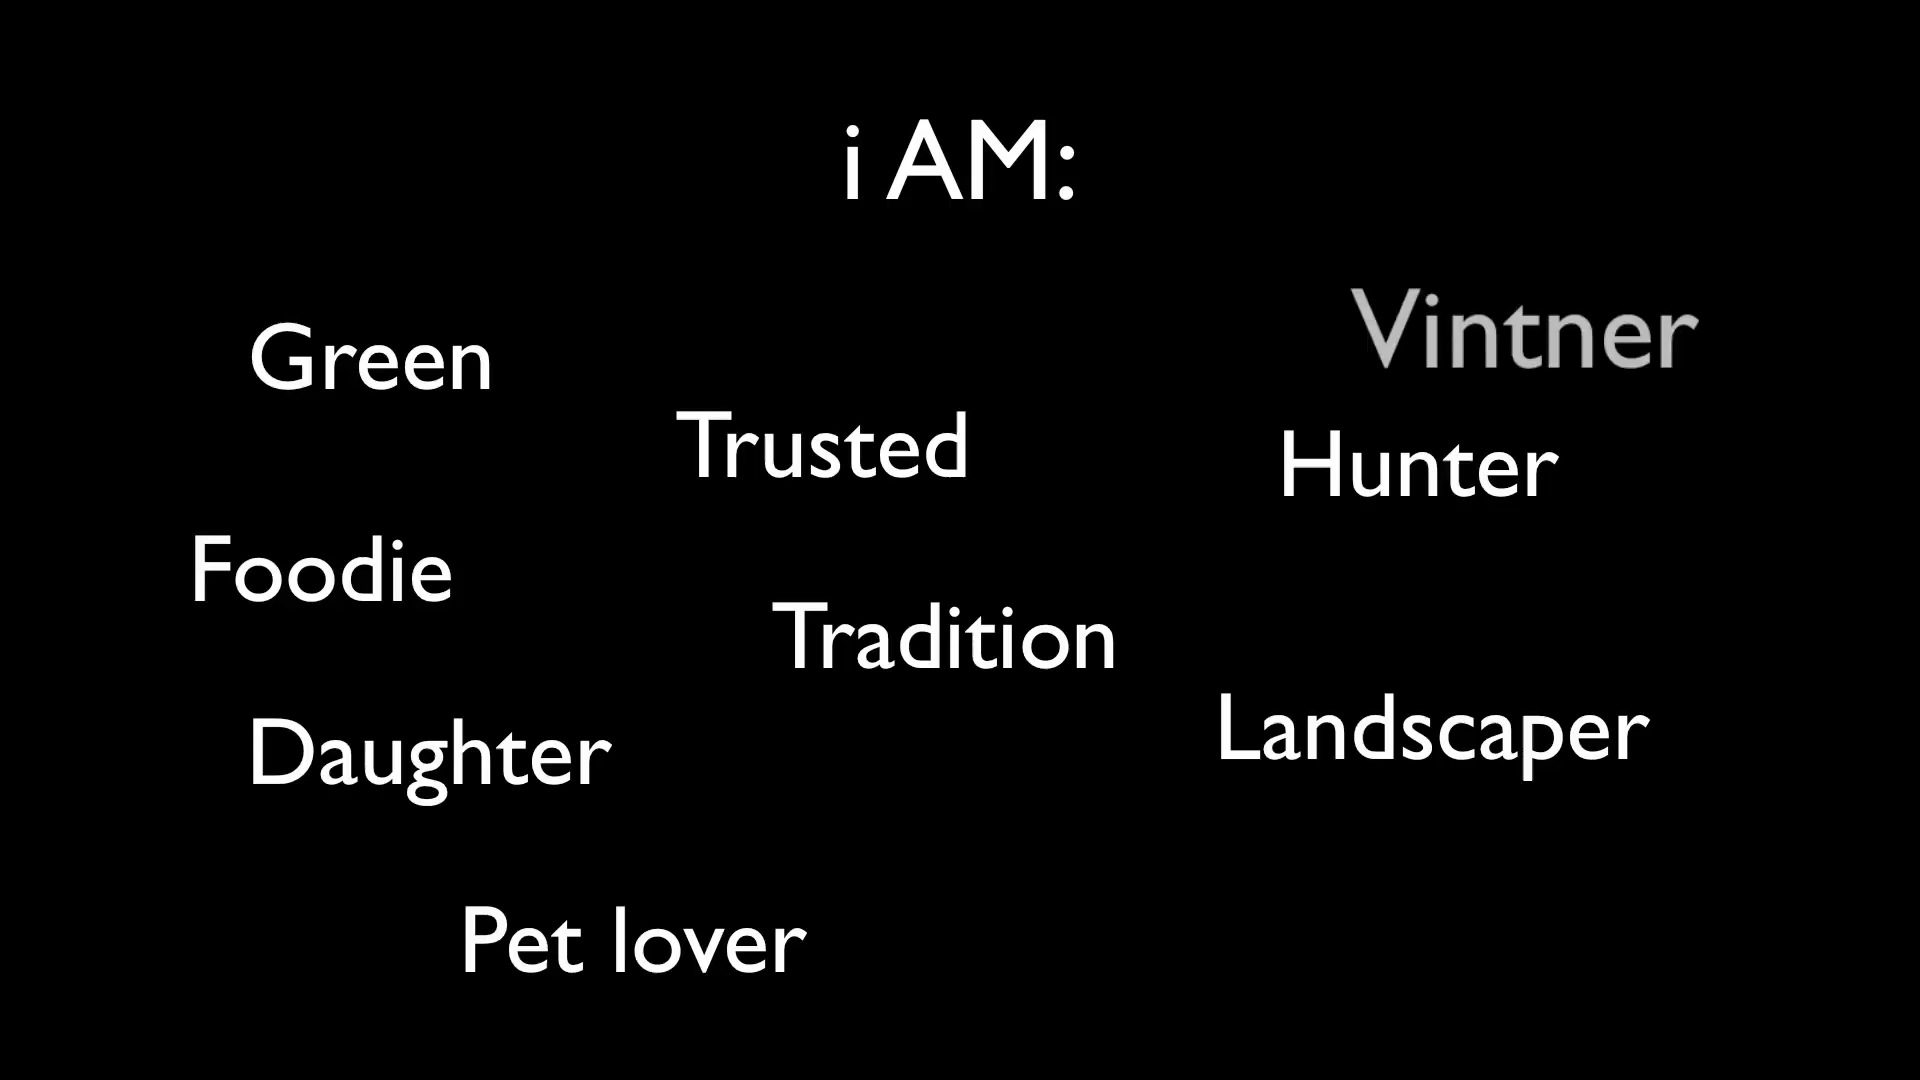 i AM:
Vintner
Green
Trusted
Hunter
Foodie
Tradition
Landscaper
Daughter
Pet lover